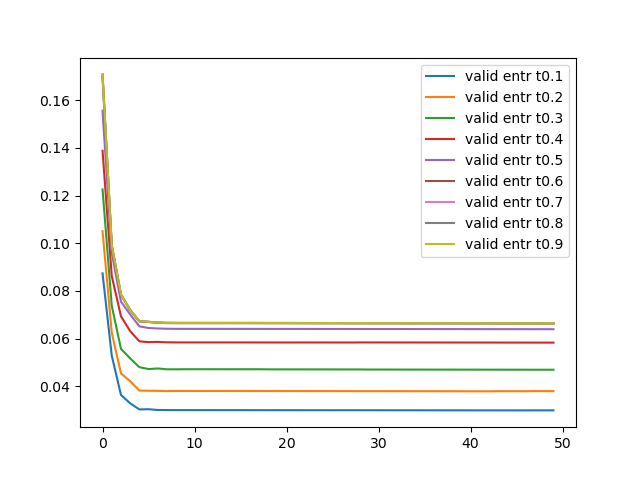 0.16
0.14
0.12
0.10
0.08
0.06
0.04
0 10 20 30 40 50
valid entr t0.1
valid entr t0.2
valid entr t0.3
valid entr t0.4
valid entr t0.5
valid entr t0.6
valid entr t0.7
valid entr t0.8
valid entr t0.9